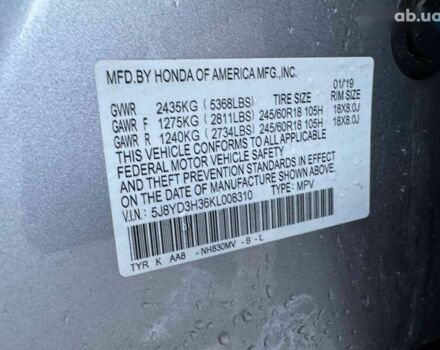 ab.ua
MFD.BY HONDA OF AMERICA MFG.,INC.
01/19
GVWR 2435KG (5368LBS) TIRE SIZE RIM SIZE
GAWR F 1275KG (2811LBS) 245/60R18 105H 18X8.0J
GAWR R 1240KG (2734LBS) 245/60R18 105H 18X8.0J
THIS VEHICLE CONFORMS TO ALL APPLICABLE
FEDERAL MOTOR VEHICLE SAFETY
AND THEFT PREVENTION STANDARDS IN EFFECT
ON THE DATE OF MANUFACTURE SHOWN ABOVE.
V.I.N.: 5J8YD3H36KL008310 TYPE: MPV
TYR K AA8 - NH830MV - B - L